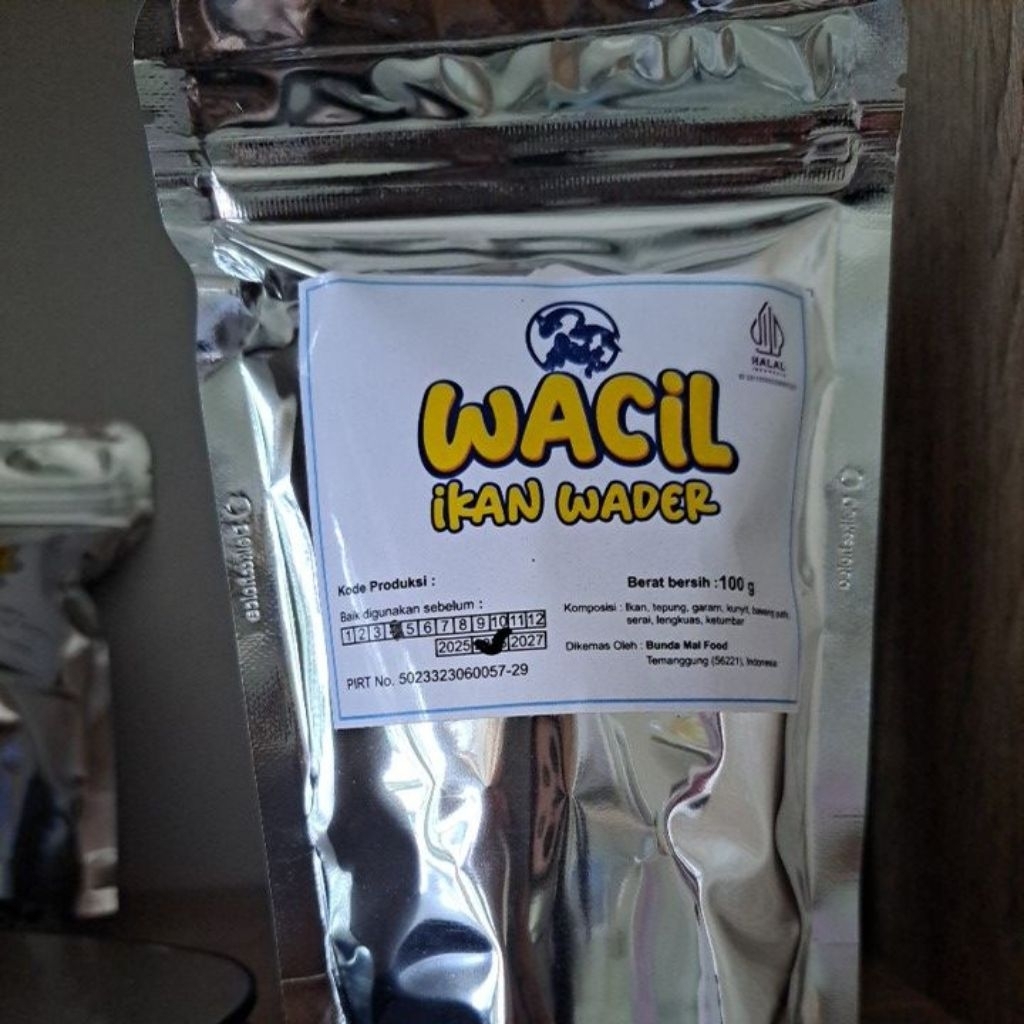 HALAL
INDONESIA
WACiL
iKAN WADER
Kode Produksi :
Baik digunakan sebelum :
1 2 3 5 6 7 8 9 10 11 12
2025 2027
PIRT No. 5023323060057-29
Berat bersih : 100 g
Komposisi : Ikan, tepung, garam, kunyit, bawang putih,
serai, lengkuas, ketumbar
Dikemas Oleh : Bunda Mal Food
Temanggung (56221), Indonesia